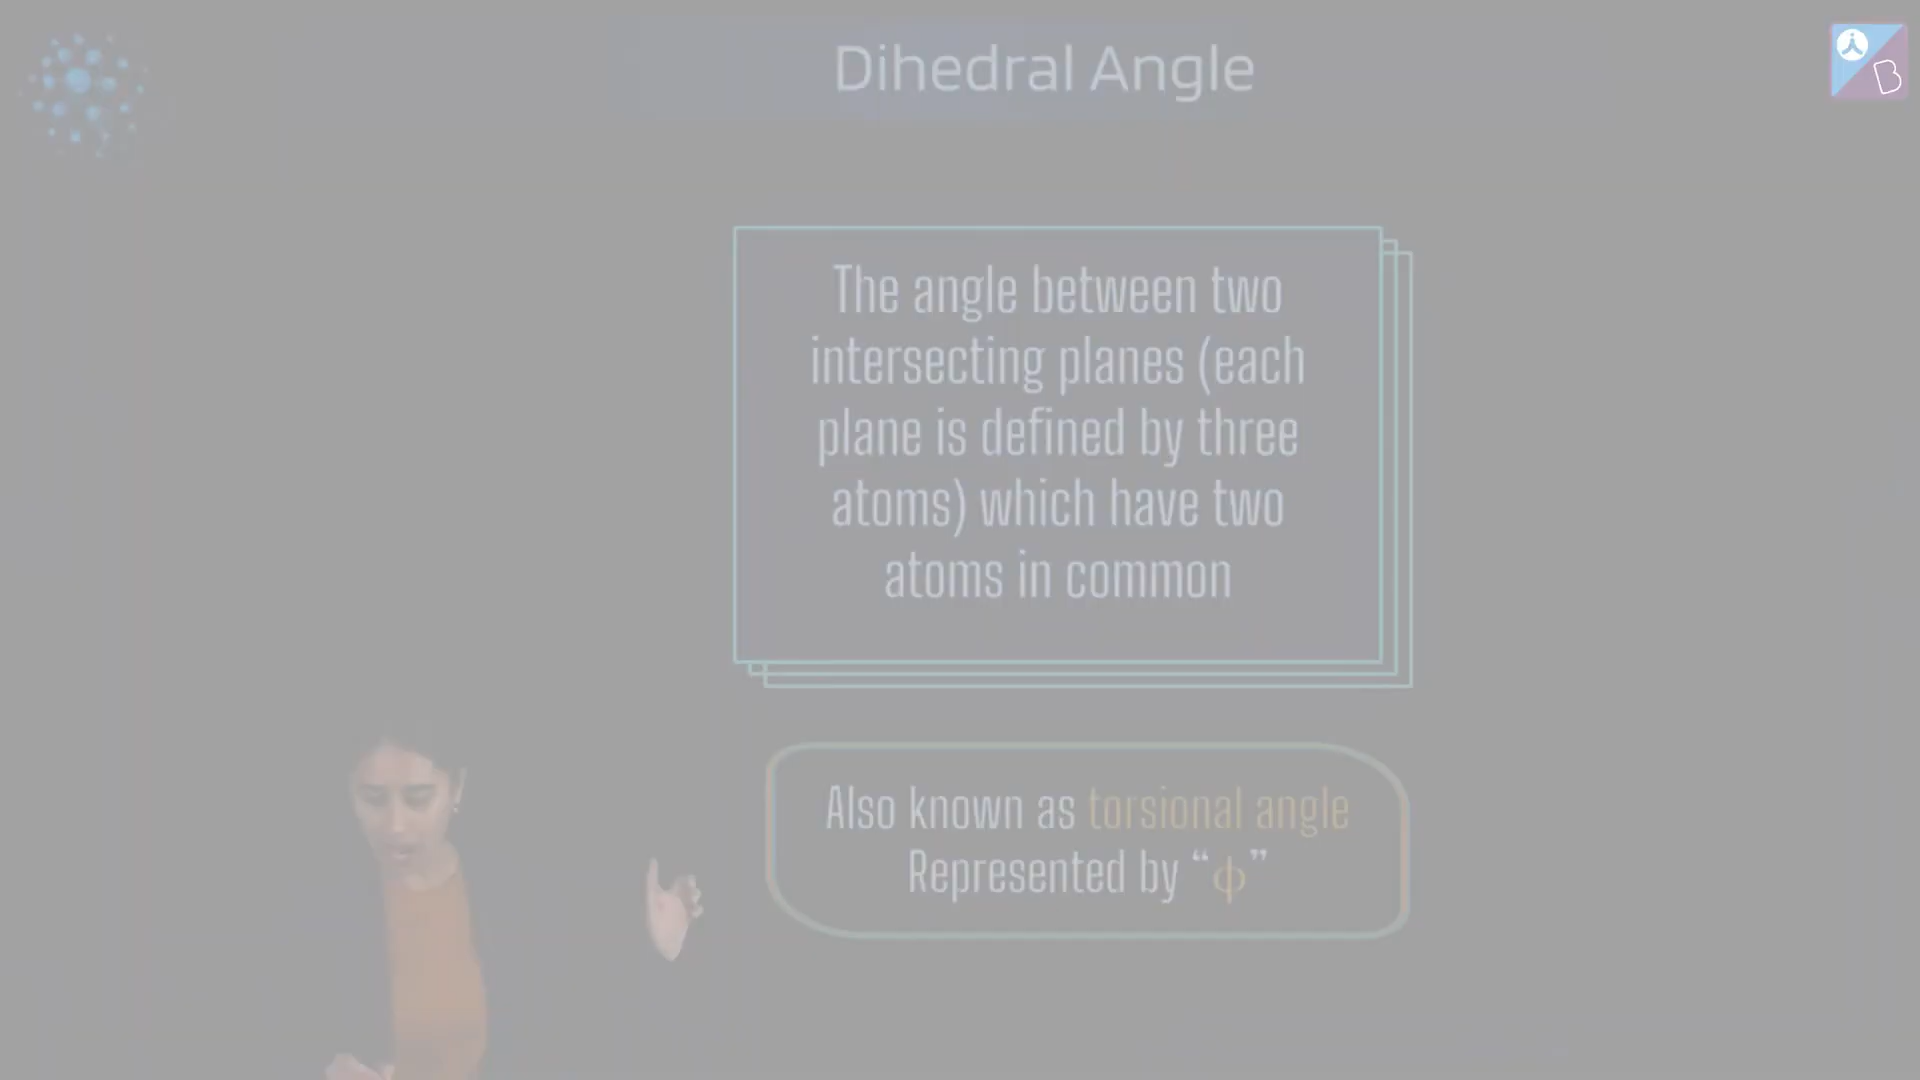 Dihedral Angle
B
The angle between two
intersecting planes (each
plane is defined by three
atoms) which have two
atoms in common
Also known as torsional angle
Represented by “ϕ”